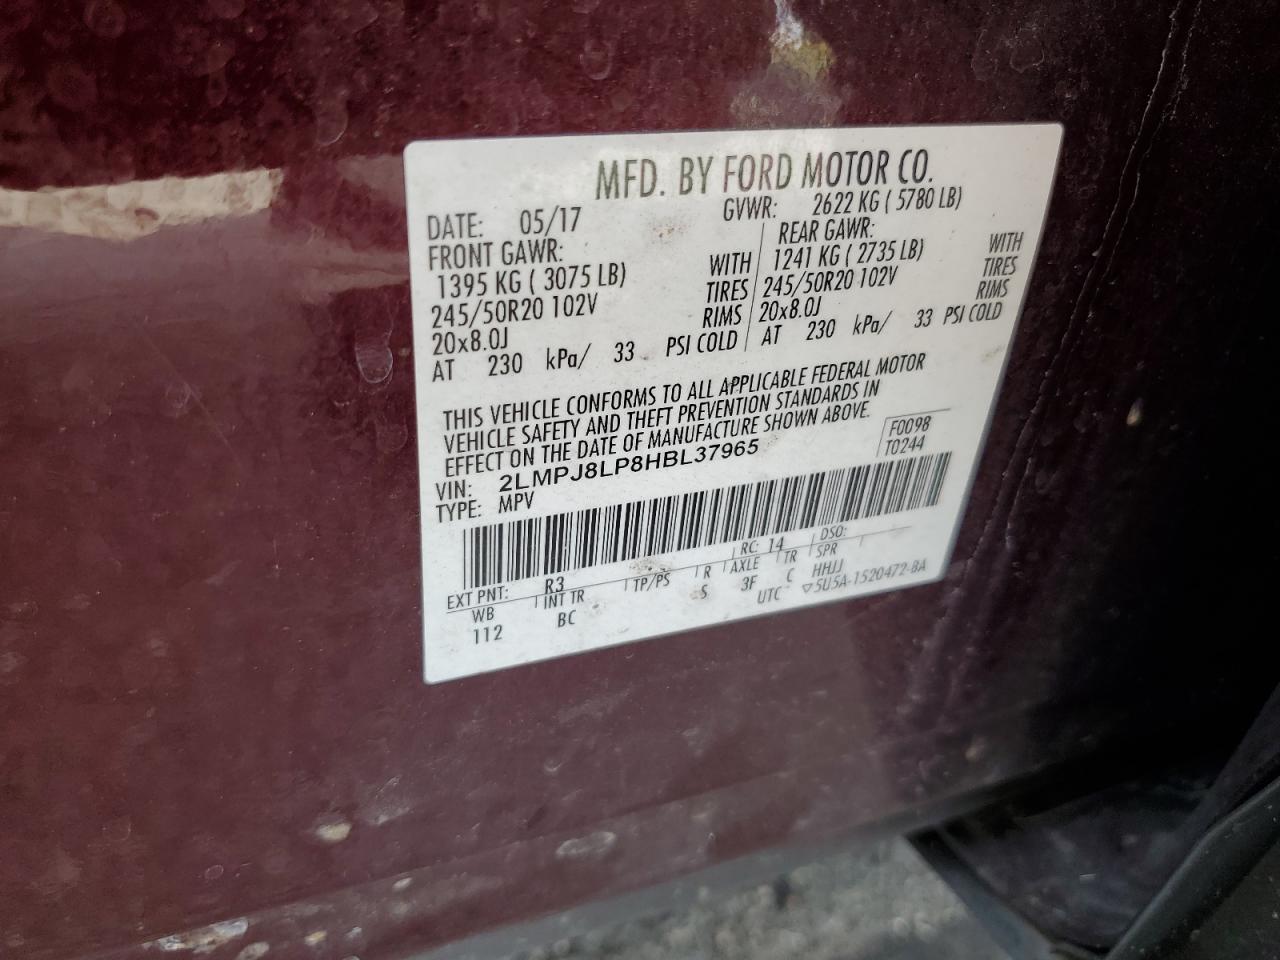 MFD. BY FORD MOTOR CO.
DATE: 05/17 GVWR: 2622 KG ( 5780 LB)
FRONT GAWR: REAR GAWR:
1395 KG ( 3075 LB) WITH 1241 KG ( 2735 LB) WITH
245/50R20 102V TIRES 245/50R20 102V TIRES
20x8.0J RIMS 20x8.0J RIMS
AT 230 kPa/ 33 PSI COLD AT 230 kPa/ 33 PSI COLD
THIS VEHICLE CONFORMS TO ALL APPLICABLE FEDERAL MOTOR
VEHICLE SAFETY AND THEFT PREVENTION STANDARDS IN
EFFECT ON THE DATE OF MANUFACTURE SHOWN ABOVE.
F0098
T0244
VIN: 2LMPJ8LP8HBL37965
TYPE: MPV
EXT PNT: R3 RC: 14 DSO:
WB INT TR TP/PS R AXLE TR SPR
112 BC S 3F C HHJJ
UTC ▽5U5A-1520472-BA